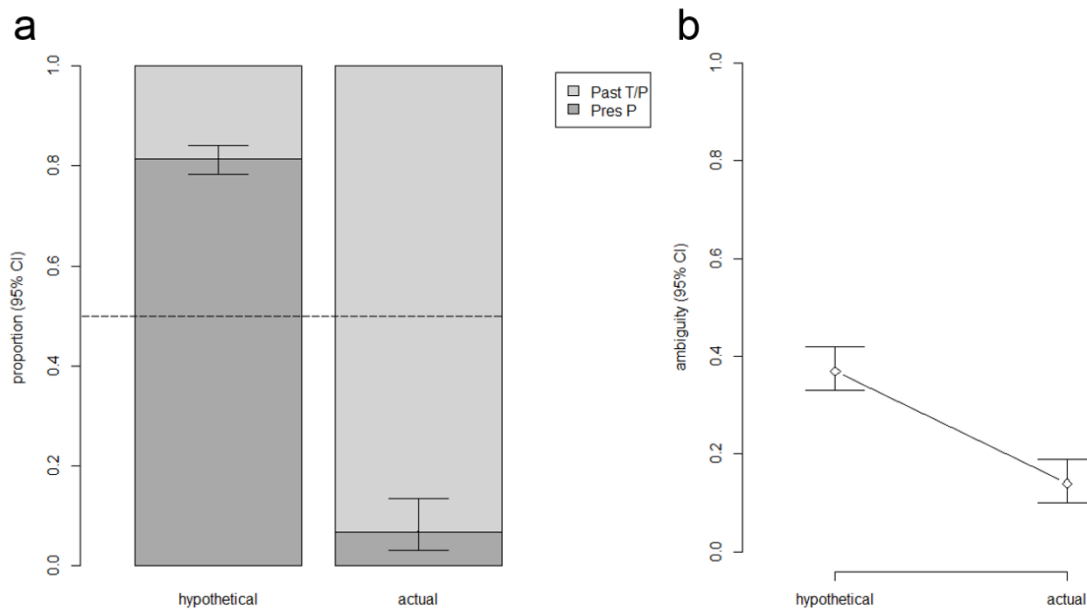 a
proportion (95% CI)
1.0
0.8
0.6
0.4
0.2
0.0
hypothetical
actual
Past T/P
Pres P
b
ambiguity (95% CI)
1.0
0.8
0.6
0.4
0.2
0.0
hypothetical
actual